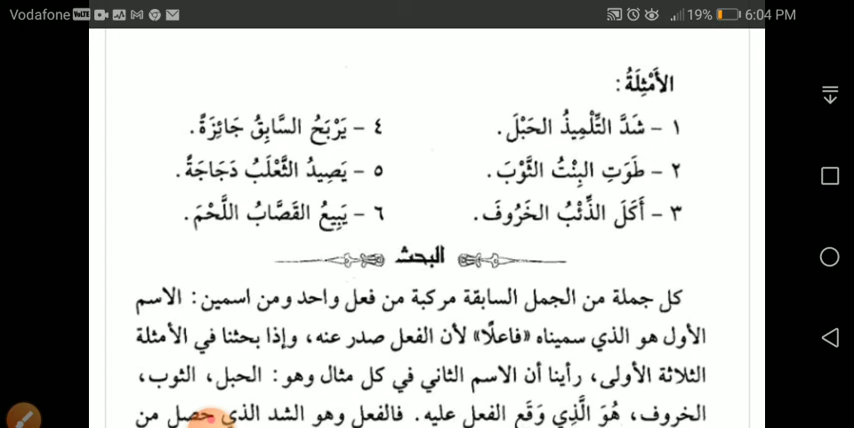 Vodafone VoLTE 19% 6:04 PM
الأَمْثِلَةُ :
١ - شَدَّ التِّلْمِيذُ الحَبْلَ.
٢ - طَوَتِ البِنْتُ الثَّوْبَ.
٣ - أَكَلَ الذِّئْبُ الخَرُوفَ.
٤ - يَرْبَحُ السَّابِقُ جَائِزَةً.
٥ - يَصِيدُ الثَّعْلَبُ دَجَاجَةً.
٦ - يَبِيعُ القَصَّابُ اللَّحْمَ.
البحث
كل جملة من الجمل السابقة مركبة من فعل واحد ومن اسمين: الاسم
الأول هو الذي سميناه «فاعلًا» لأن الفعل صدر عنه، وإذا بحثنا في الأمثلة
الثلاثة الأولى، رأينا أن الاسم الثاني في كل مثال وهو: الحبل، الثوب،
الخروف، هُوَ الَّذِي وَقَع الفعل عليه. فالفعل وهو الشد الذي حصل من